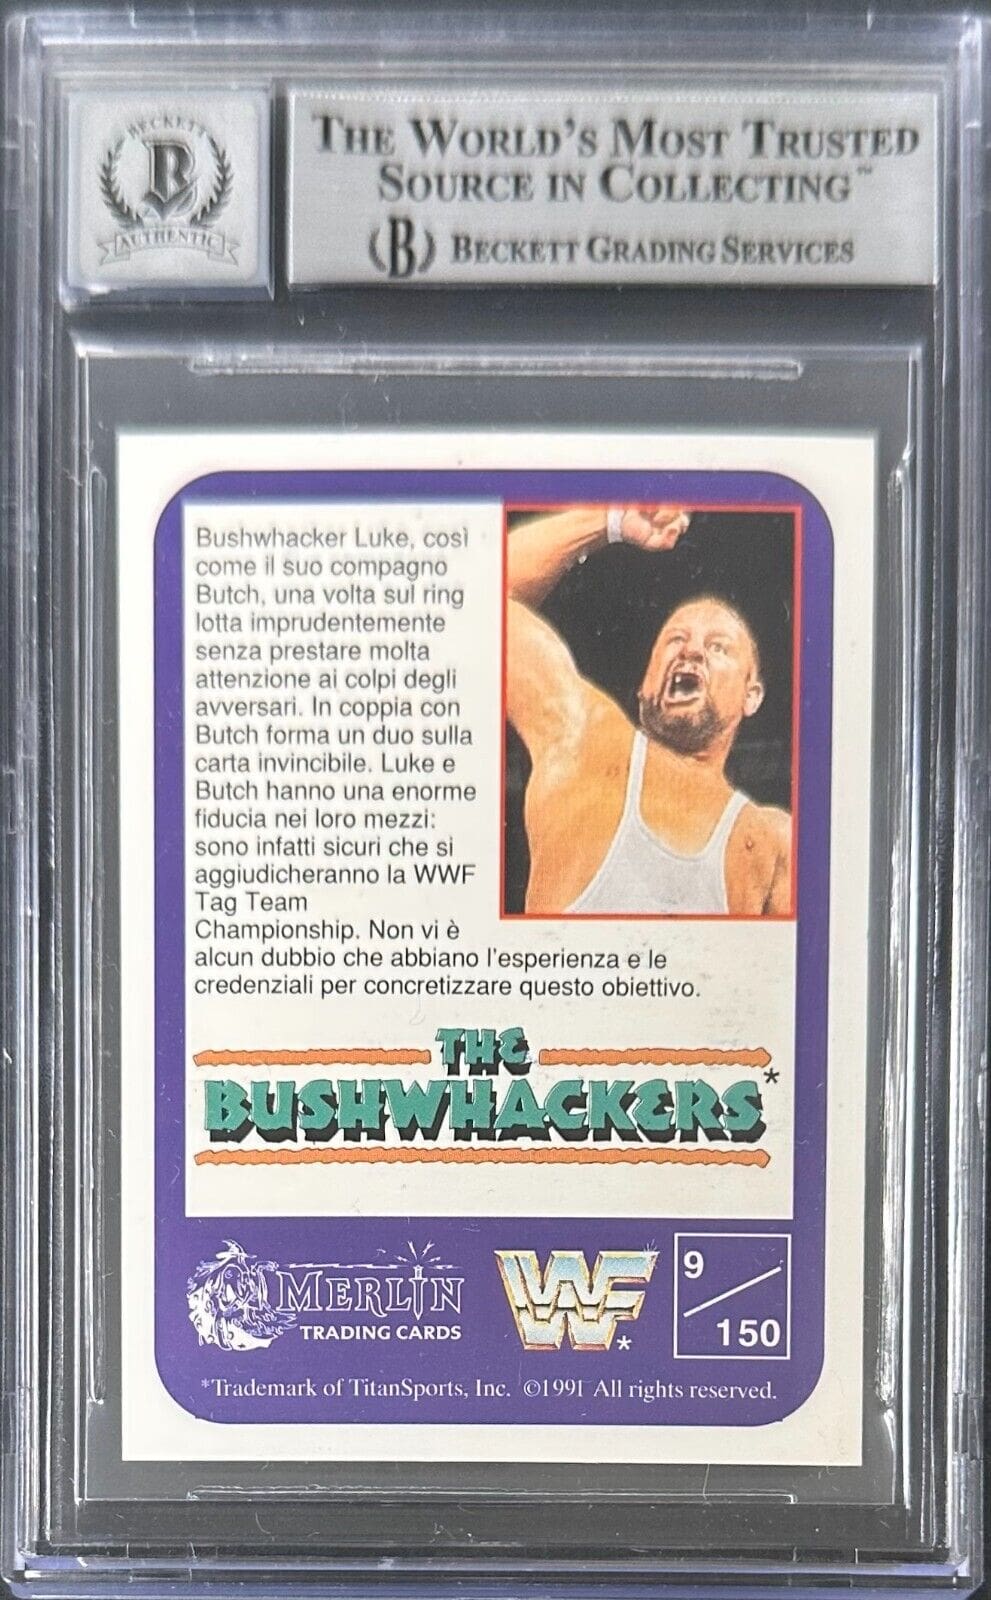 BECKETT
B
AUTHENTIC
THE WORLD'S MOST TRUSTED
SOURCE IN COLLECTING™
(B) BECKETT GRADING SERVICES
Bushwhacker Luke, così
come il suo compagno
Butch, una volta sul ring
lotta imprudentemente
senza prestare molta
attenzione ai colpi degli
avversari. In coppia con
Butch forma un duo sulla
carta invincibile. Luke e
Butch hanno una enorme
fiducia nei loro mezzi:
sono infatti sicuri che si
aggiudicheranno la WWF
Tag Team
Championship. Non vi è
alcun dubbio che abbiano l'esperienza e le
credenziali per concretizzare questo obiettivo.
THE
BUSHWHACKERS*
MERLIN
TRADING CARDS
WF*
9
150
*Trademark of TitanSports, Inc. ©1991 All rights reserved.